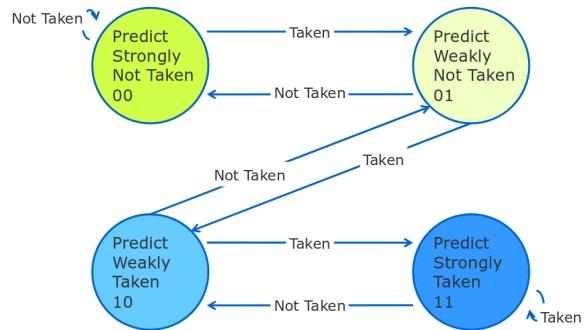 Not Taken
Predict
Strongly
Not Taken
00
Taken
Not Taken
Predict
Weakly
Not Taken
01
Not Taken
Taken
Predict
Weakly
Taken
10
Taken
Not Taken
Predict
Strongly
Taken
11
Taken